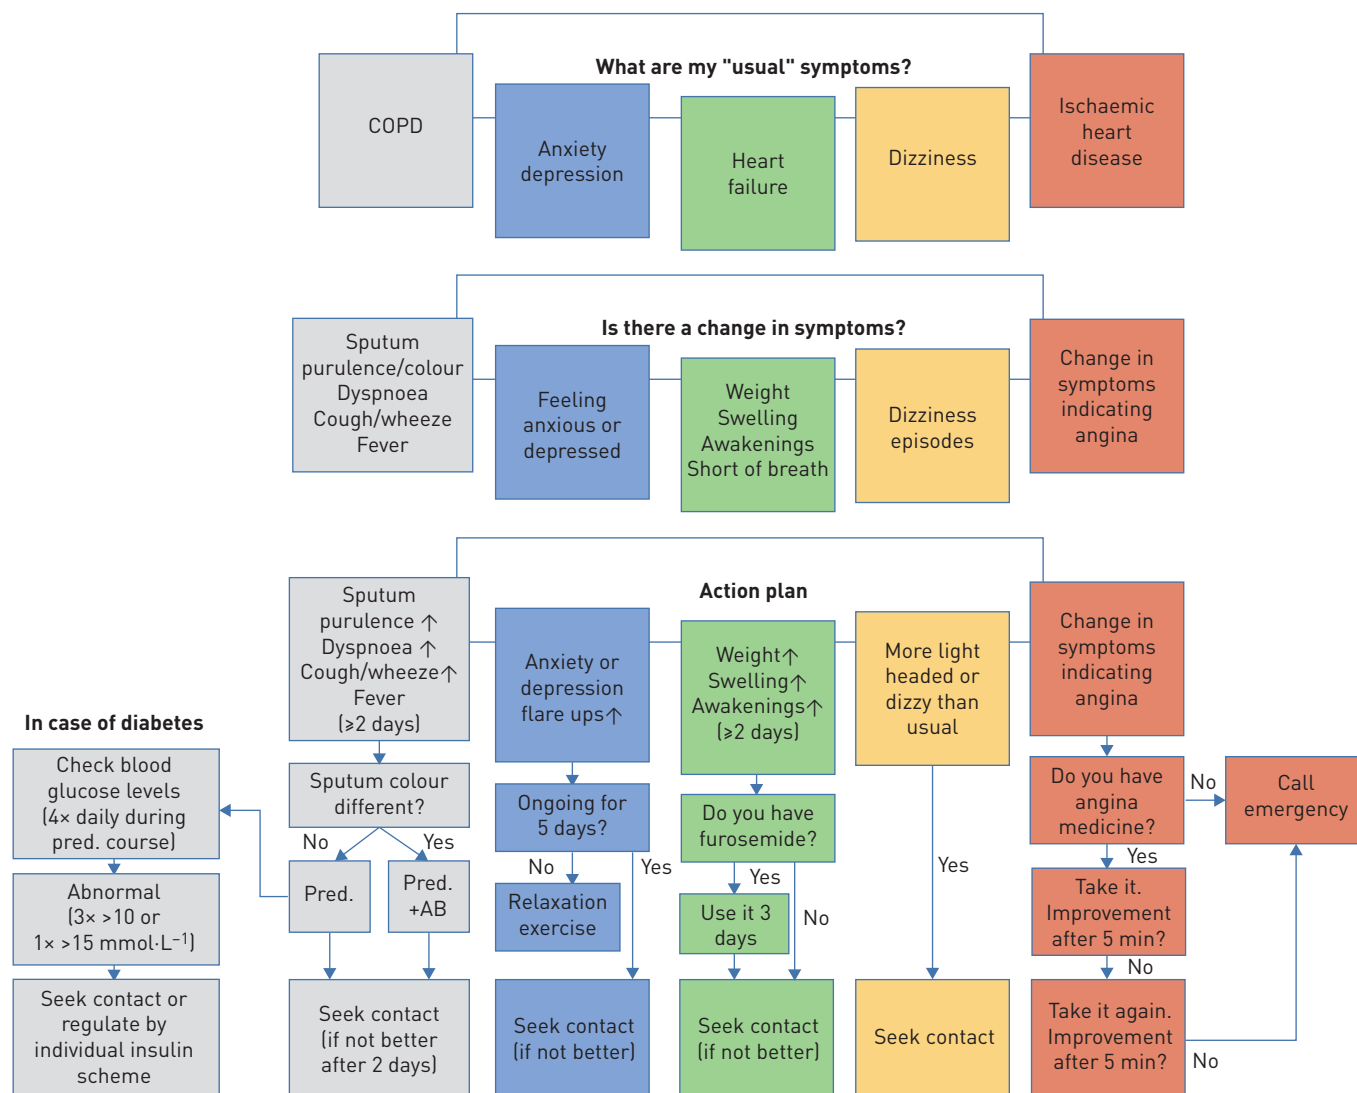 What are my "usual" symptoms?
COPD
Anxiety
depression
Heart
failure
Dizziness
Ischaemic
heart
disease
Is there a change in symptoms?
Sputum
purulence/colour
Dyspnoea
Cough/wheeze
Fever
Feeling
anxious or
depressed
Weight
Swelling
Awakenings
Short of breath
Dizziness
episodes
Change in
symptoms
indicating
angina
Action plan
Sputum
purulence ↑
Dyspnoea ↑
Cough/wheeze↑
Fever
(≥2 days)
Anxiety or
depression
flare ups↑
Weight↑
Swelling↑
Awakenings↑
(≥2 days)
More light
headed or
dizzy than
usual
Change in
symptoms
indicating
angina
In case of diabetes
Check blood
glucose levels
(4× daily during
pred. course)
Abnormal
(3× >10 or
1× >15 mmol·L⁻¹)
Seek contact or
regulate by
individual insulin
scheme
Sputum colour
different?
No
Yes
Pred.
Pred.
+AB
Seek contact
(if not better
after 2 days)
Ongoing for
5 days?
No
Yes
Relaxation
exercise
Seek contact
(if not better)
Do you have
furosemide?
Yes
No
Use it 3
days
Seek contact
(if not better)
Yes
Seek contact
Do you have
angina
medicine?
No
Call
emergency
Yes
Take it.
Improvement
after 5 min?
No
Take it again.
Improvement
after 5 min?
No